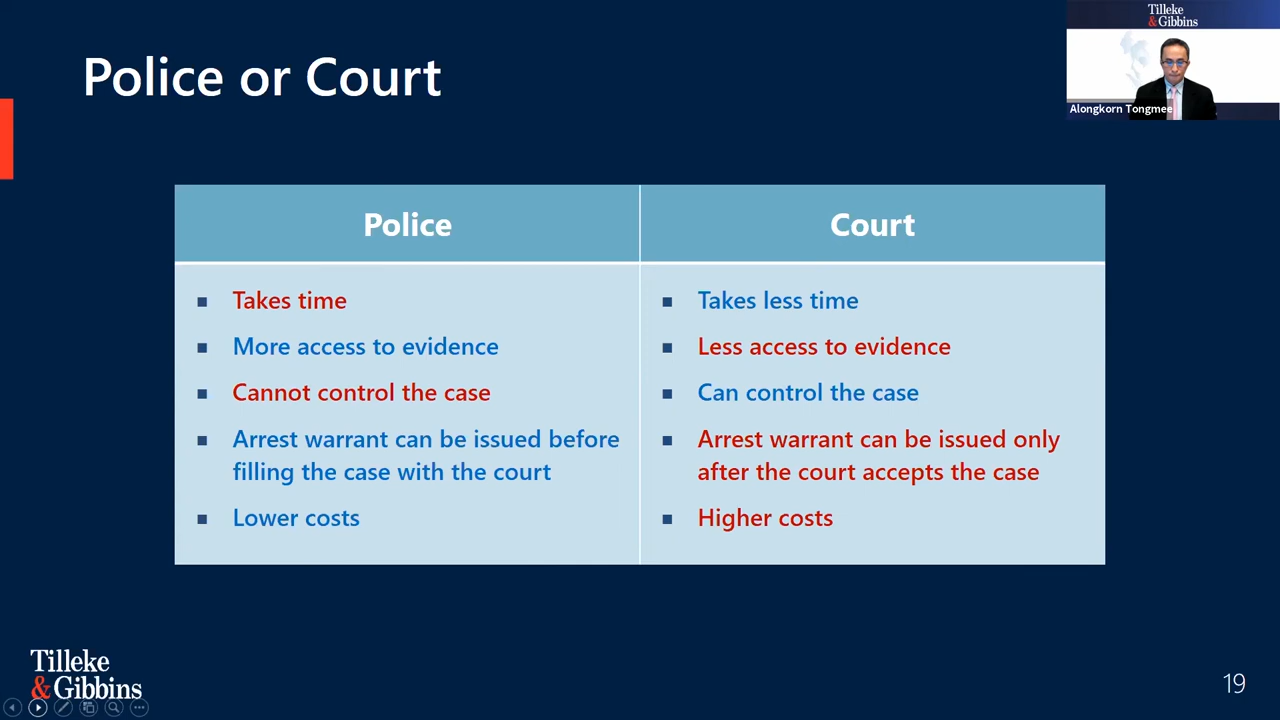 Police or Court
Tilleke
& Gibbins
Alongkorn Tongmee
Police
Court
Takes time
More access to evidence
Cannot control the case
Arrest warrant can be issued before
filling the case with the court
Lower costs
Takes less time
Less access to evidence
Can control the case
Arrest warrant can be issued only
after the court accepts the case
Higher costs
Tilleke
& Gibbins
19